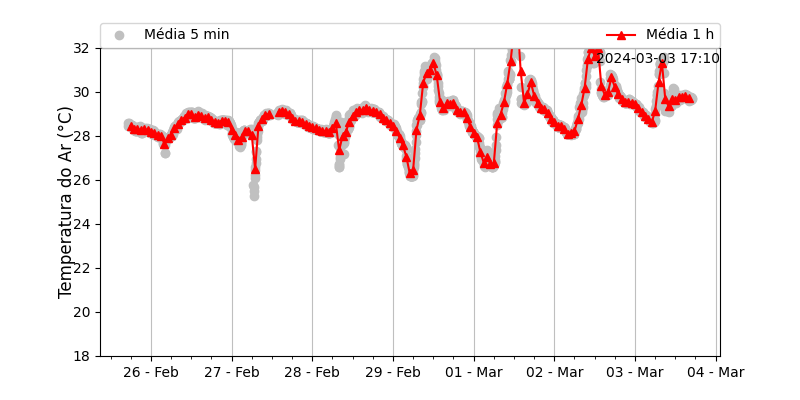 Média 5 min
Média 1 h
2024-03-03 17:10
Temperatura do Ar (°C)
32
30
28
26
24
22
20
18
26 - Feb
27 - Feb
28 - Feb
29 - Feb
01 - Mar
02 - Mar
03 - Mar
04 - Mar